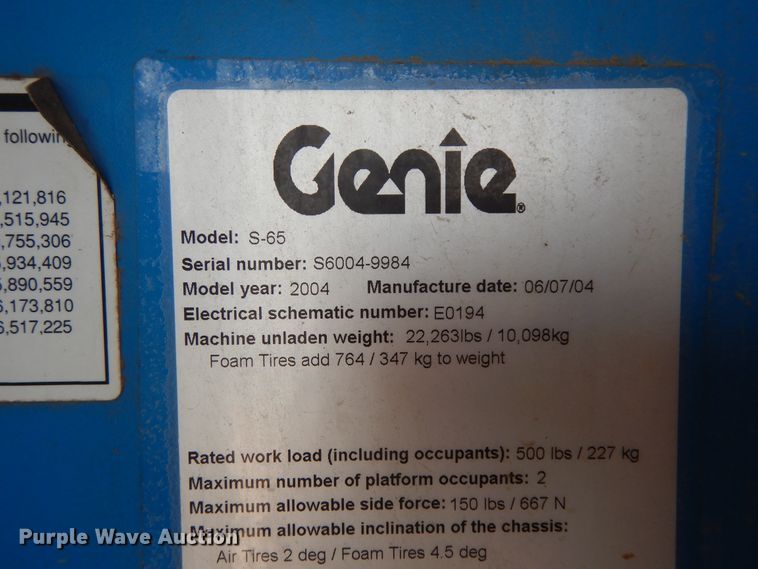 following
,121,816
,515,945
,755,306
,934,409
,890,559
6,173,810
6,517,225
Genie®
Model: S-65
Serial number: S6004-9984
Model year: 2004 Manufacture date: 06/07/04
Electrical schematic number: E0194
Machine unladen weight: 22,263lbs / 10,098kg
Foam Tires add 764 / 347 kg to weight
Rated work load (including occupants): 500 lbs / 227 kg
Maximum number of platform occupants: 2
Maximum allowable side force: 150 lbs / 667 N
Maximum allowable inclination of the chassis:
Air Tires 2 deg / Foam Tires 4.5 deg
Purple Wave Auction